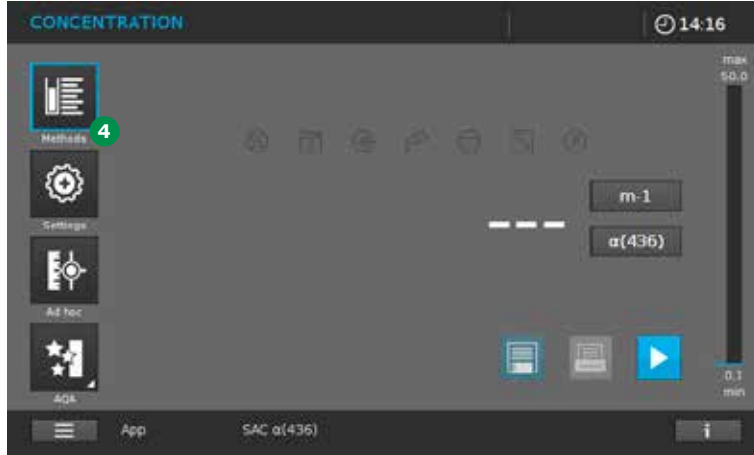 CONCENTRATION
14:16
max
50.0
Methods
4
Settings
m-1
α(436)
Ad hoc
AQA
0.1
min
App
SAC α(436)
i